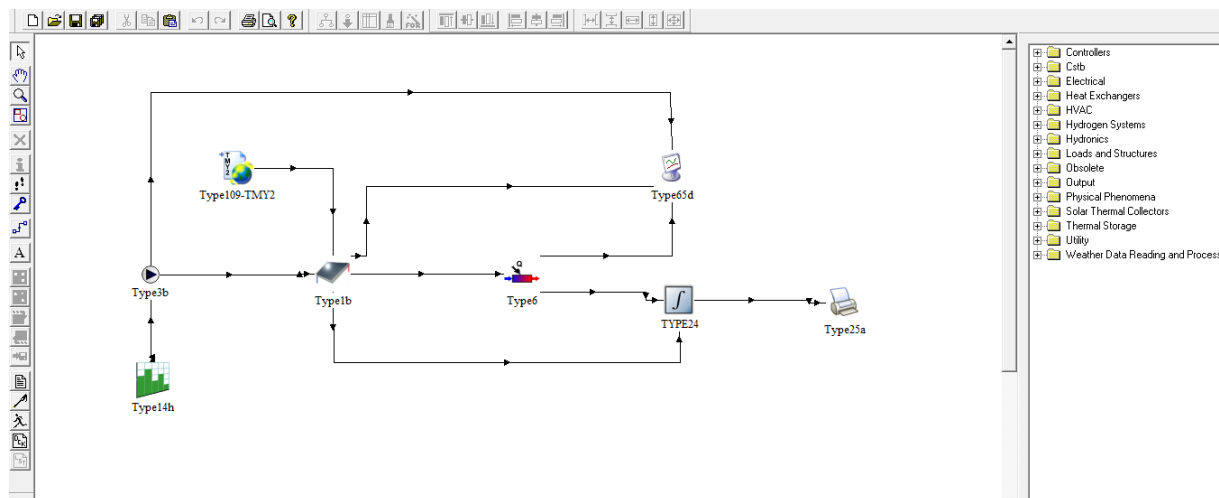 Type109-TMY2
Type65d
Type3b
Type1b
Type6
TYPE24
Type25a
Type14h
Controllers
Cstb
Electrical
Heat Exchangers
HVAC
Hydrogen Systems
Hydronics
Loads and Structures
Obsolete
Output
Physical Phenomena
Solar Thermal Collectors
Thermal Storage
Utility
Weather Data Reading and Process